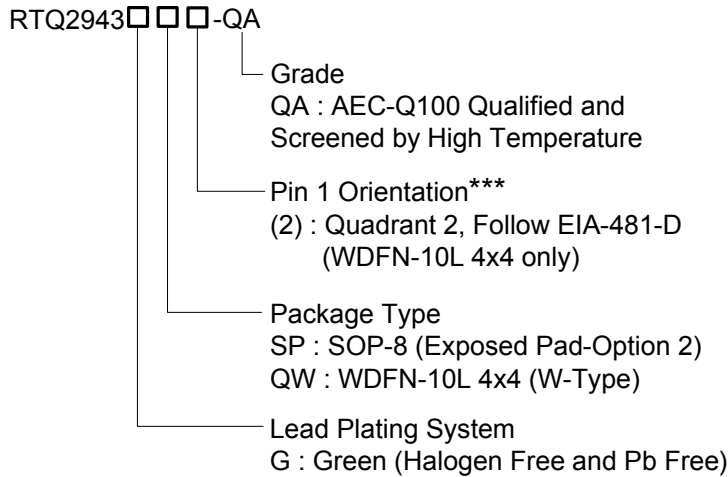 RTQ2943□□□-QA
Grade
QA : AEC-Q100 Qualified and
Screened by High Temperature
Pin 1 Orientation***
(2) : Quadrant 2, Follow EIA-481-D
(WDFN-10L 4x4 only)
Package Type
SP : SOP-8 (Exposed Pad-Option 2)
QW : WDFN-10L 4x4 (W-Type)
Lead Plating System
G : Green (Halogen Free and Pb Free)